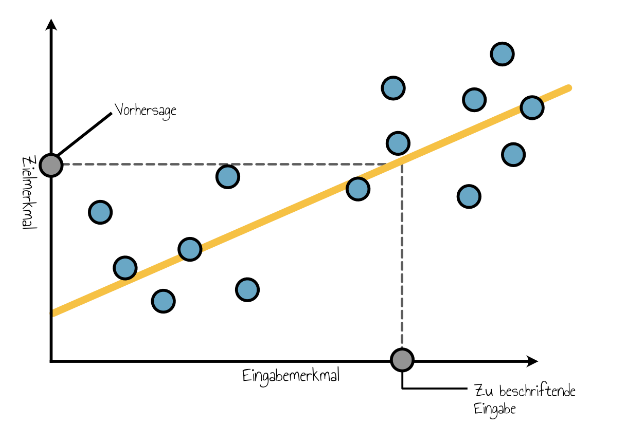 Vorhersage
Zielmerkmal
Eingabemerkmal
Zu beschriftende
Eingabe